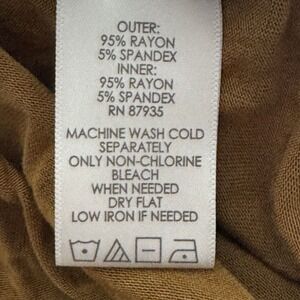 OUTER:
95% RAYON
5% SPANDEX
INNER:
95% RAYON
5% SPANDEX
RN 87935
MACHINE WASH COLD
SEPARATELY
ONLY NON-CHLORINE
BLEACH
WHEN NEEDED
DRY FLAT
LOW IRON IF NEEDED